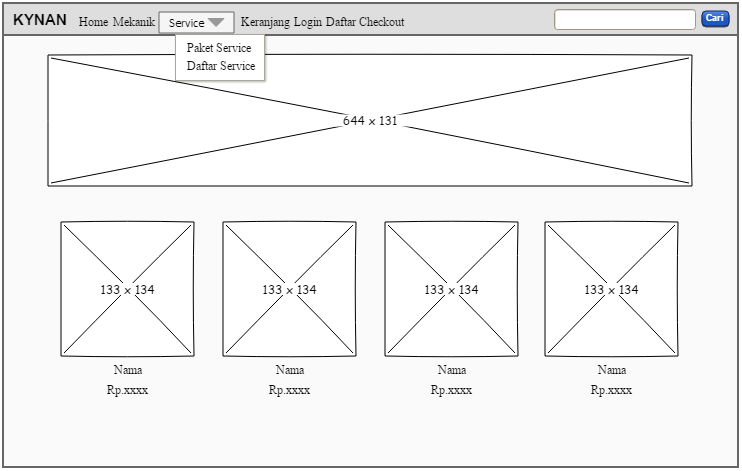 KYNAN Home Mekanik Service Keranjang Login Daftar Checkout Cari
Paket Service
Daftar Service
644 x 131
133 x 134 133 x 134 133 x 134 133 x 134
Nama Nama Nama Nama
Rp.xxxx Rp.xxxx Rp.xxxx Rp.xxxx